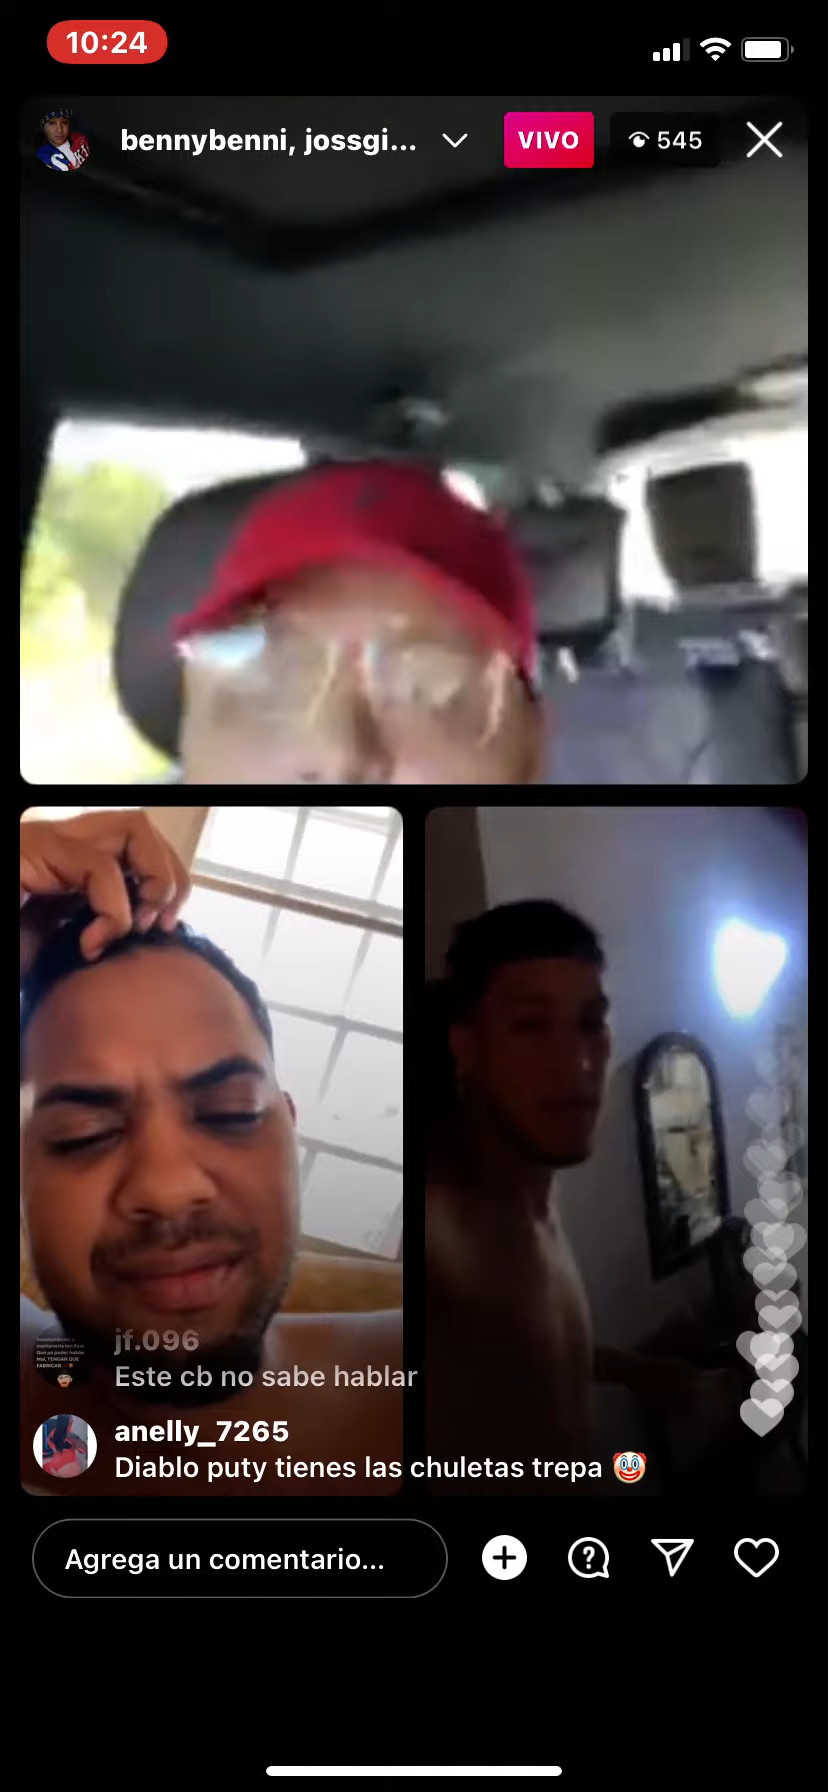 10:24
bennybenni, jossgi...
VIVO
545
jf.096
Este cb no sabe hablar
anelly_7265
Diablo puty tienes las chuletas trepa 🤡
Agrega un comentario...